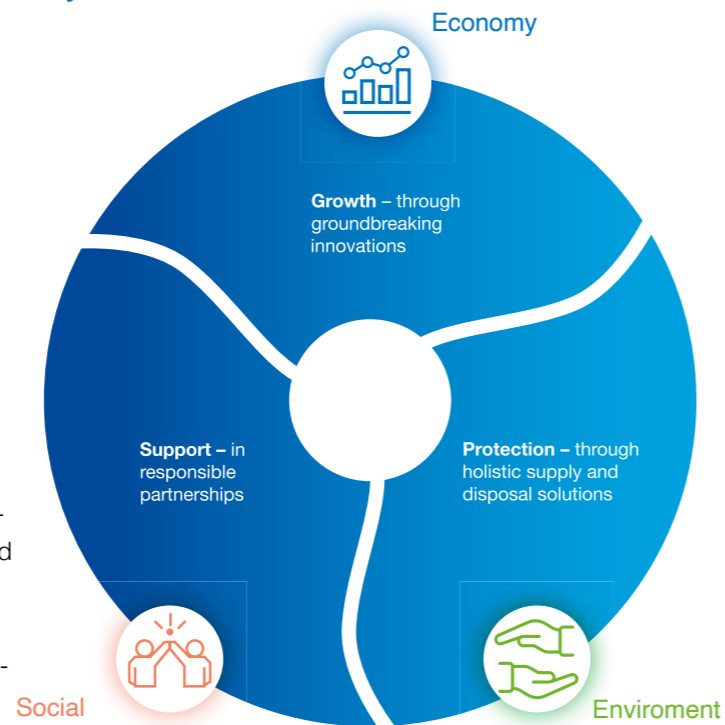 Economy
Growth – through
groundbreaking
innovations
Support – in
responsible
partnerships
Protection – through
holistic supply and
disposal solutions
-
d
-
Social
Enviroment